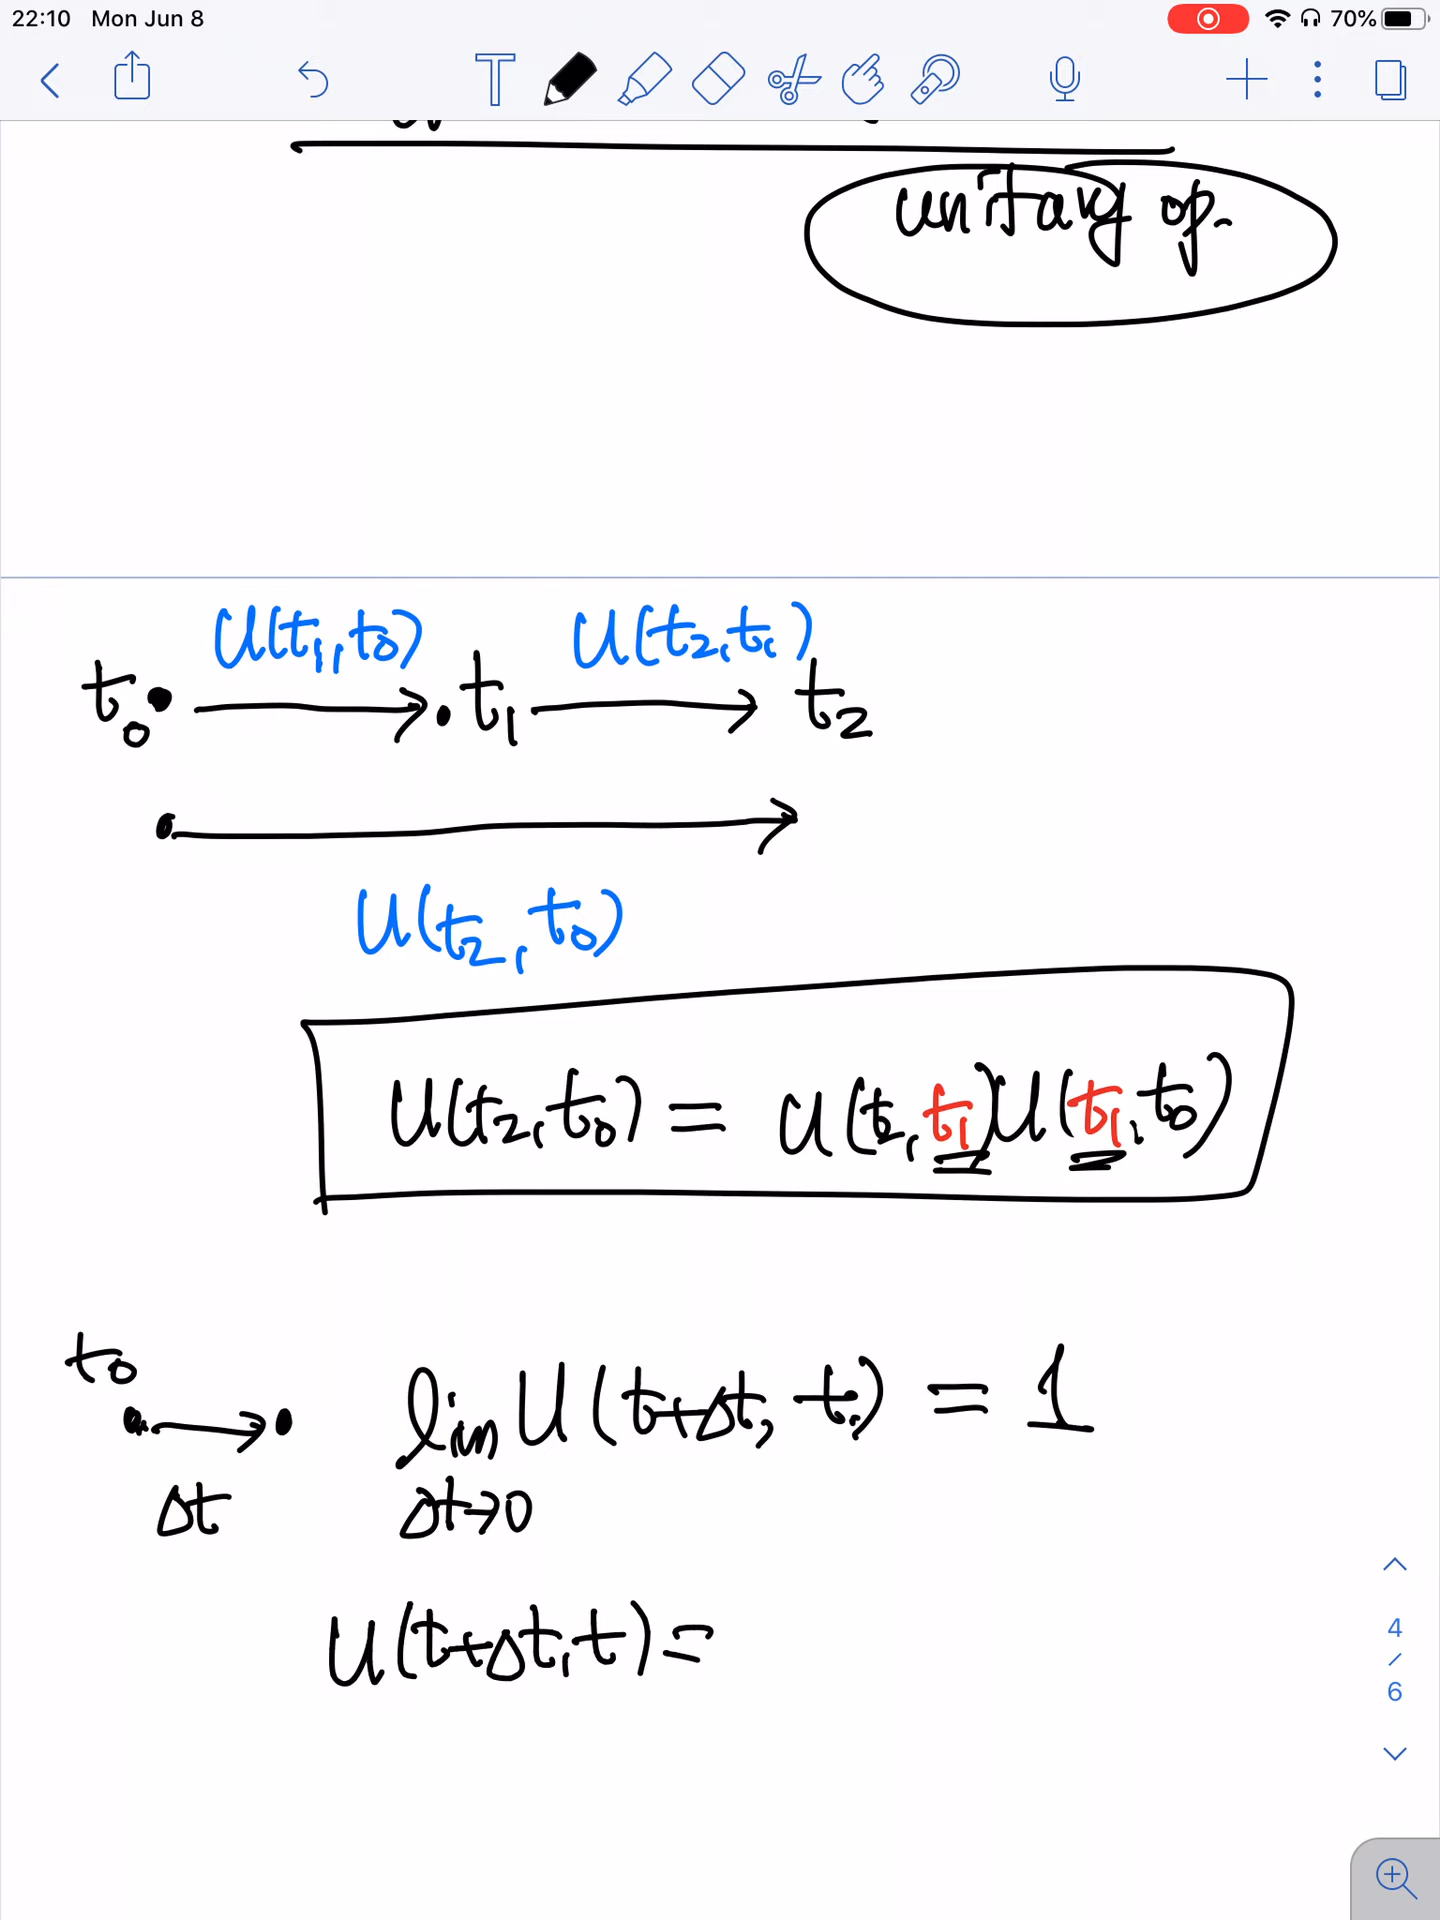 22:10 Mon Jun 8 70%
T
unitary op.
U(t₁,t₀) U(t₂,t₁)
t₀ t₁ t₂
U(t₂,t₀)
U(t₂,t₀) = U(t₂,t₁)U(t₁,t₀)
t₀
lim U(t+Δt, t) = 1
Δt Δt→0
U(t+Δt,t)=
4
/
6